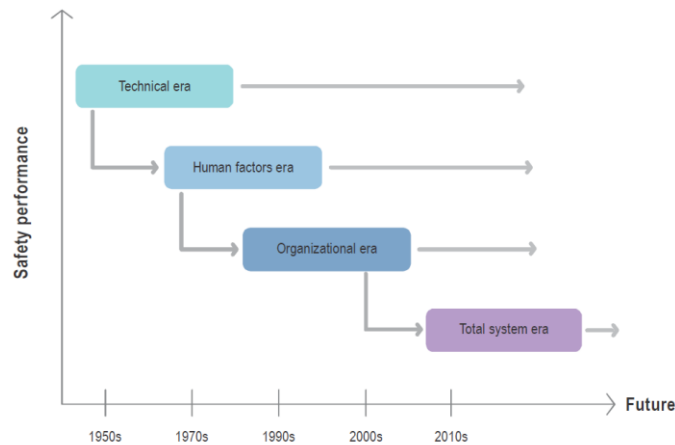 Technical era
Human factors era
Organizational era
Total system era
Safety performance
Future
1950s
1970s
1990s
2000s
2010s